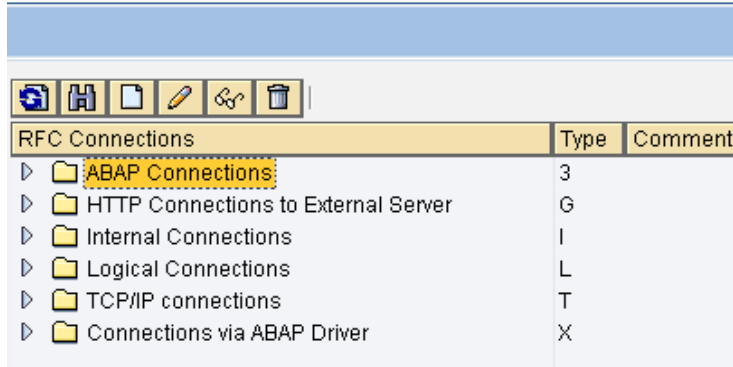 RFC Connections Type Comment
ABAP Connections 3
HTTP Connections to External Server G
Internal Connections I
Logical Connections L
TCP/IP connections T
Connections via ABAP Driver X